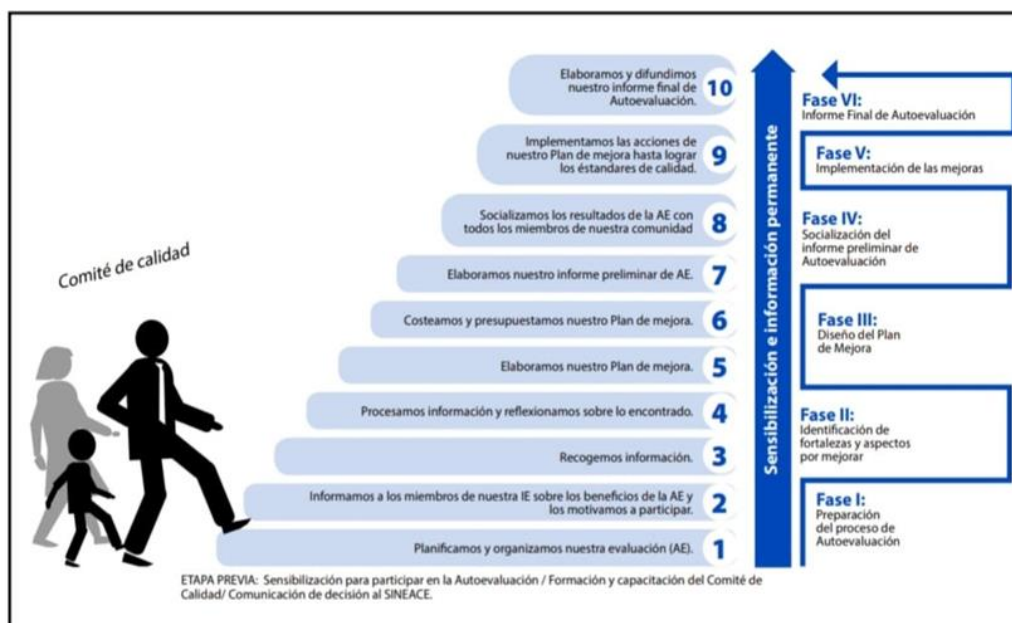 Elaboramos y difundimos
nuestro informe final de
Autoevaluación.
10
Implementamos las acciones de
nuestro Plan de mejora hasta lograr
los éstandares de calidad.
9
Socializamos los resultados de la AE con
todos los miembros de nuestra comunidad
8
Elaboramos nuestro informe preliminar de AE.
7
Costeamos y presupuestamos nuestro Plan de mejora.
6
Elaboramos nuestro Plan de mejora.
5
Procesamos información y reflexionamos sobre lo encontrado.
4
Recogemos información.
3
Informamos a los miembros de nuestra IE sobre los beneficios de la AE y
los motivamos a participar.
2
Planificamos y organizamos nuestra evaluación (AE).
1
Comité de calidad
Sensibilización e información permanente
Fase VI:
Informe Final de Autoevaluación
Fase V:
Implementación de las mejoras
Fase IV:
Socialización del
informe preliminar de
Autoevaluación
Fase III:
Diseño del Plan
de Mejora
Fase II:
Identificación de
fortalezas y aspectos
por mejorar
Fase I:
Preparación
del proceso de
Autoevaluación
ETAPA PREVIA: Sensibilización para participar en la Autoevaluación / Formación y capacitación del Comité de
Calidad/ Comunicación de decisión al SINEACE.